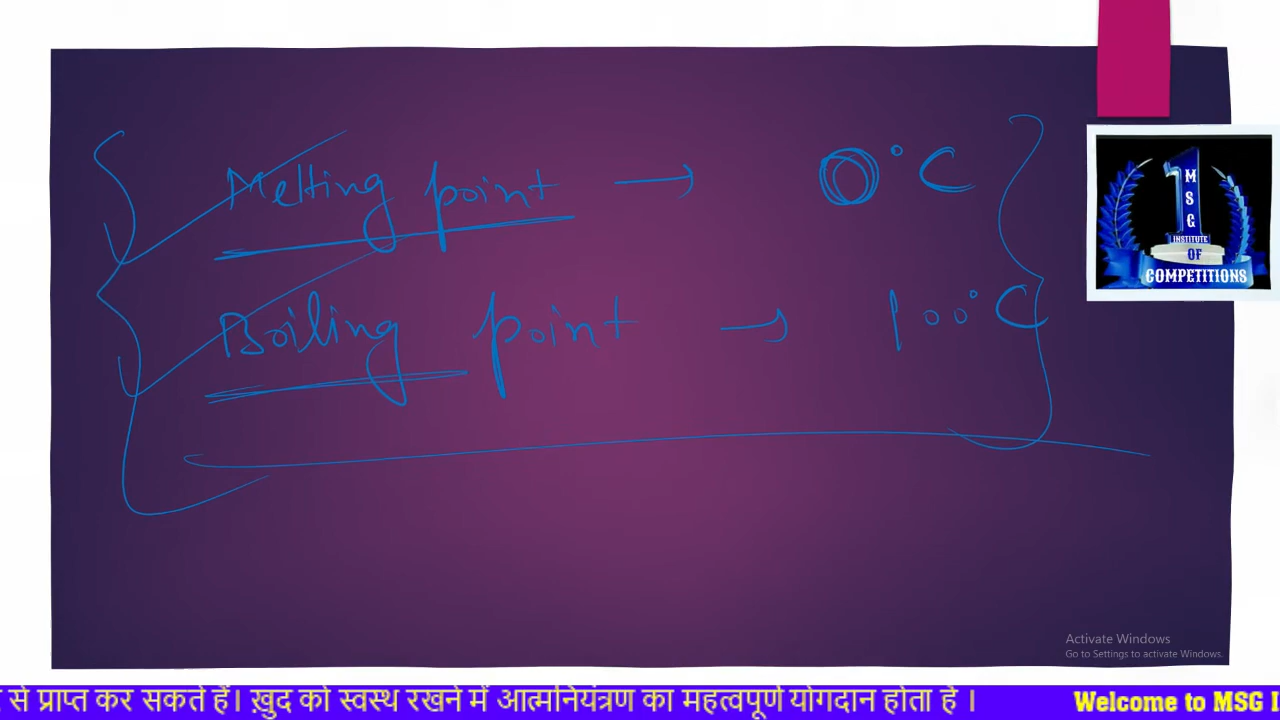 Melting point → 0°C
Boiling point → 100°C
1
M
S
G
INSTITUTE
OF
COMPETITIONS
Activate Windows
Go to Settings to activate Windows.
से प्राप्त कर सकते हैं। ख़ुद को स्वस्थ रखने में आत्मनियंत्रण का महत्वपूर्ण योगदान होता है ।
Welcome to MSG